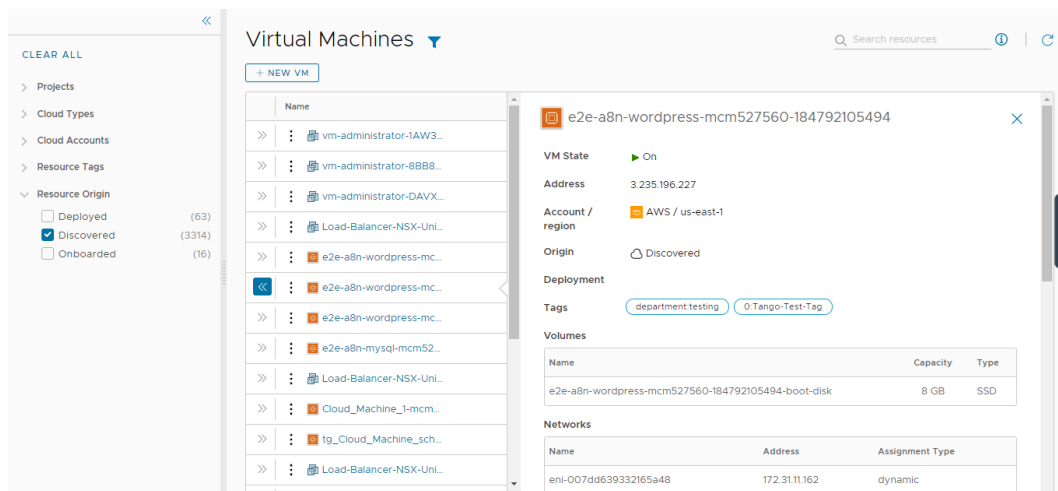 CLEAR ALL
Projects
Cloud Types
Cloud Accounts
Resource Tags
Resource Origin
Deployed (63)
Discovered (3314)
Onboarded (16)
Virtual Machines
Search resources
+ NEW VM
Name
vm-administrator-1AW3...
vm-administrator-8BB8...
vm-administrator-DAVX...
Load-Balancer-NSX-Uni...
e2e-a8n-wordpress-mc...
e2e-a8n-wordpress-mc...
e2e-a8n-wordpress-mc...
e2e-a8n-mysql-mcm52...
Load-Balancer-NSX-Uni...
Cloud_Machine_1-mcm...
tg_Cloud_Machine_sch...
Load-Balancer-NSX-Uni...
e2e-a8n-wordpress-mcm527560-184792105494
VM State On
Address 3.235.196.227
Account / region AWS / us-east-1
Origin Discovered
Deployment
Tags department:testing 0:Tango-Test-Tag
Volumes
Name Capacity Type
e2e-a8n-wordpress-mcm527560-184792105494-boot-disk 8 GB SSD
Networks
Name Address Assignment Type
eni-007dd639332165a48 172.31.11.162 dynamic